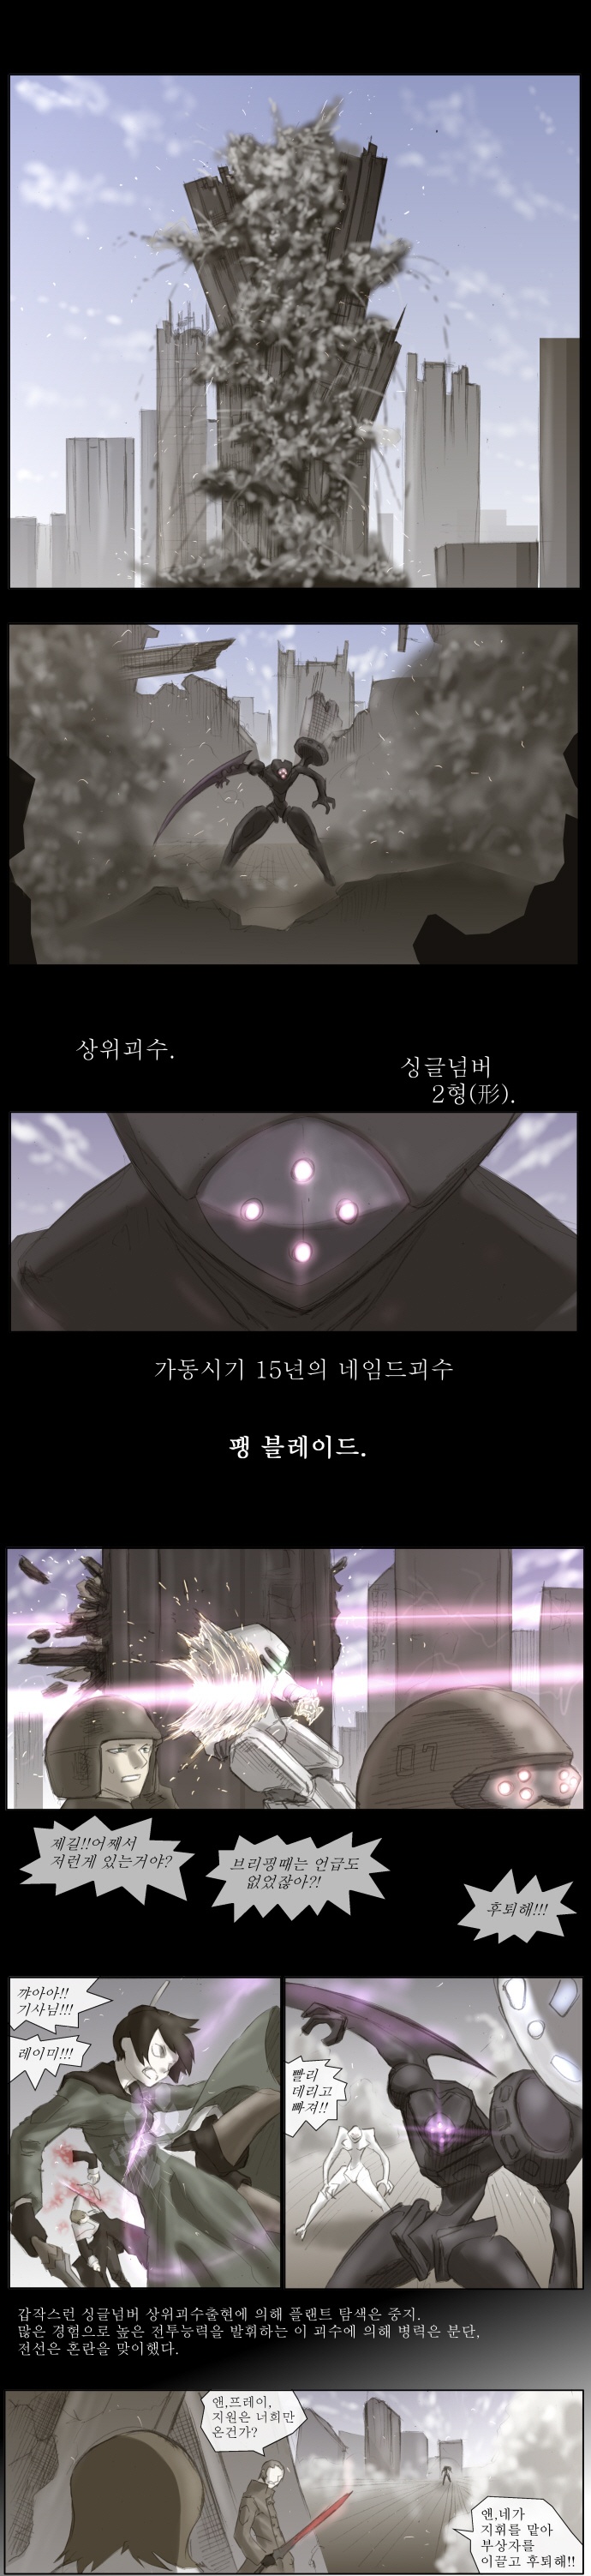 상위괴수.
싱글넘버
2형(形).
가동시기 15년의 네임드괴수
팽 블레이드.
07
제길!!어째서
저런게 있는거야?
브리핑때는 언급도
없었잖아?!
후퇴해!!!
꺄아아!!
기사님!!!
레이미!!!
빨리
데리고
빠져!!
갑작스런 싱글넘버 상위괴수출현에 의해 플랜트 탐색은 중지.
많은 경험으로 높은 전투능력을 발휘하는 이 괴수에 의해 병력은 분단,
전선은 혼란을 맞이했다.
앤,프레이,
지원은 너희만
온건가?
앤,네가
지휘를 맡아
부상자를
이끌고 후퇴해!!